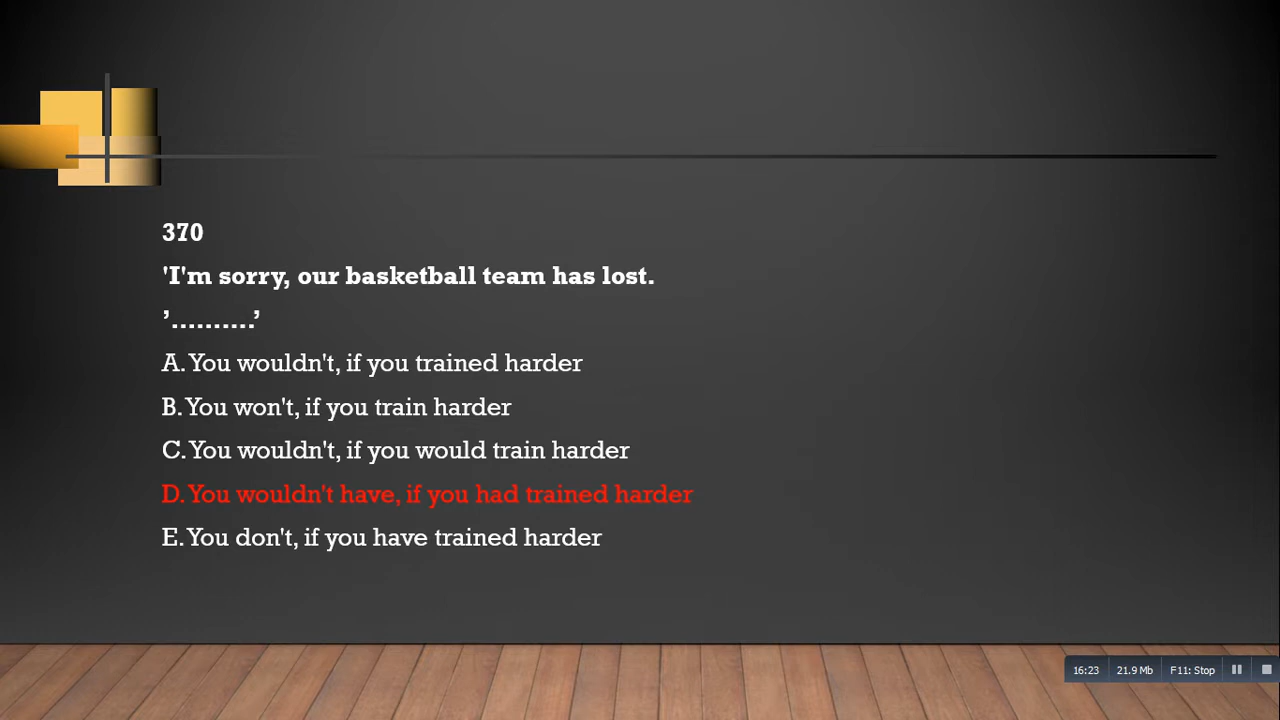 370
'I'm sorry, our basketball team has lost.
’..........’
A. You wouldn't, if you trained harder
B. You won't, if you train harder
C. You wouldn't, if you would train harder
D. You wouldn't have, if you had trained harder
E. You don't, if you have trained harder
16:23 21.9 Mb F11: Stop